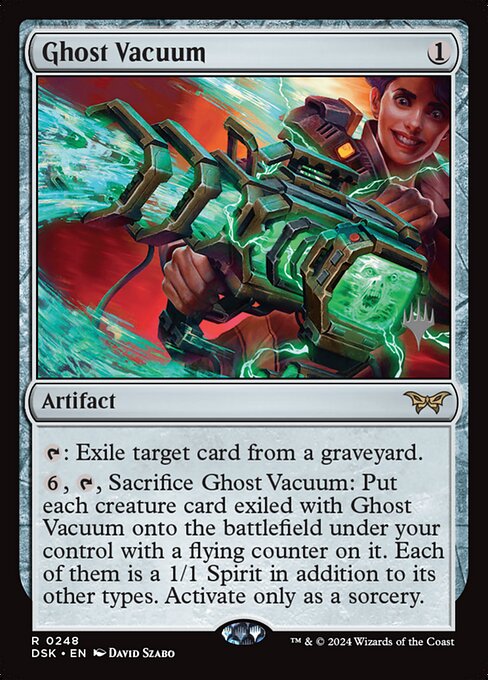 Ghost Vacuum 1
Artifact
: Exile target card from a graveyard.
6, , Sacrifice Ghost Vacuum: Put
each creature card exiled with Ghost
Vacuum onto the battlefield under your
control with a flying counter on it. Each
of them is a 1/1 Spirit in addition to its
other types. Activate only as a sorcery.
R 0248
DSK • EN David Szabo
™ & © 2024 Wizards of the Coast